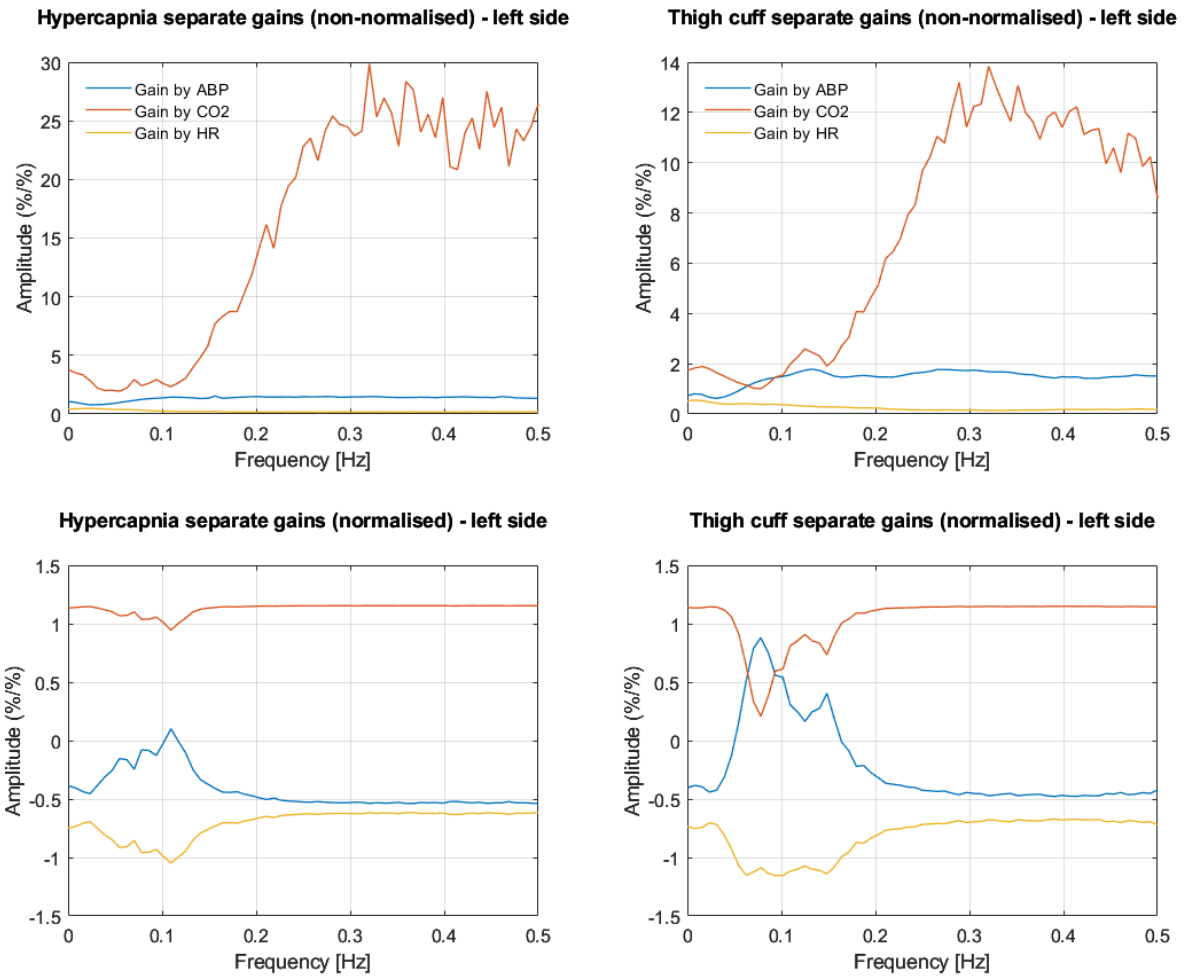 Hypercapnia separate gains (non-normalised) - left side
Amplitude (%/%)
30
25
20
15
10
5
0
Gain by ABP
Gain by CO2
Gain by HR
0 0.1 0.2 0.3 0.4 0.5
Frequency [Hz]
Thigh cuff separate gains (non-normalised) - left side
Amplitude (%/%)
14
12
10
8
6
4
2
0
Gain by ABP
Gain by CO2
Gain by HR
0 0.1 0.2 0.3 0.4 0.5
Frequency [Hz]
Hypercapnia separate gains (normalised) - left side
Amplitude (%/%)
1.5
1
0.5
0
-0.5
-1
-1.5
0 0.1 0.2 0.3 0.4 0.5
Frequency [Hz]
Thigh cuff separate gains (normalised) - left side
Amplitude (%/%)
1.5
1
0.5
0
-0.5
-1
-1.5
0 0.1 0.2 0.3 0.4 0.5
Frequency [Hz]